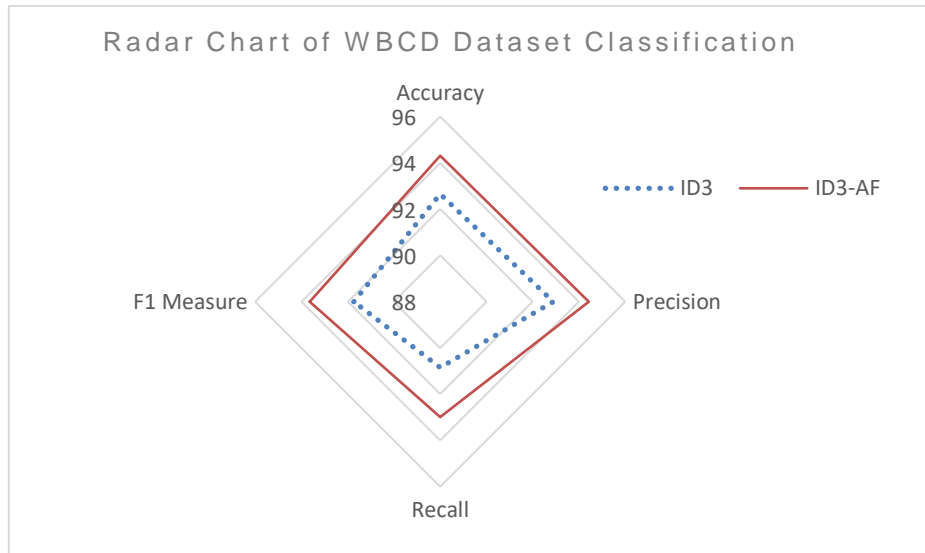 Radar Chart of WBCD Dataset Classification
Accuracy
96
94
92
90
88
ID3
ID3-AF
F1 Measure
Precision
Recall